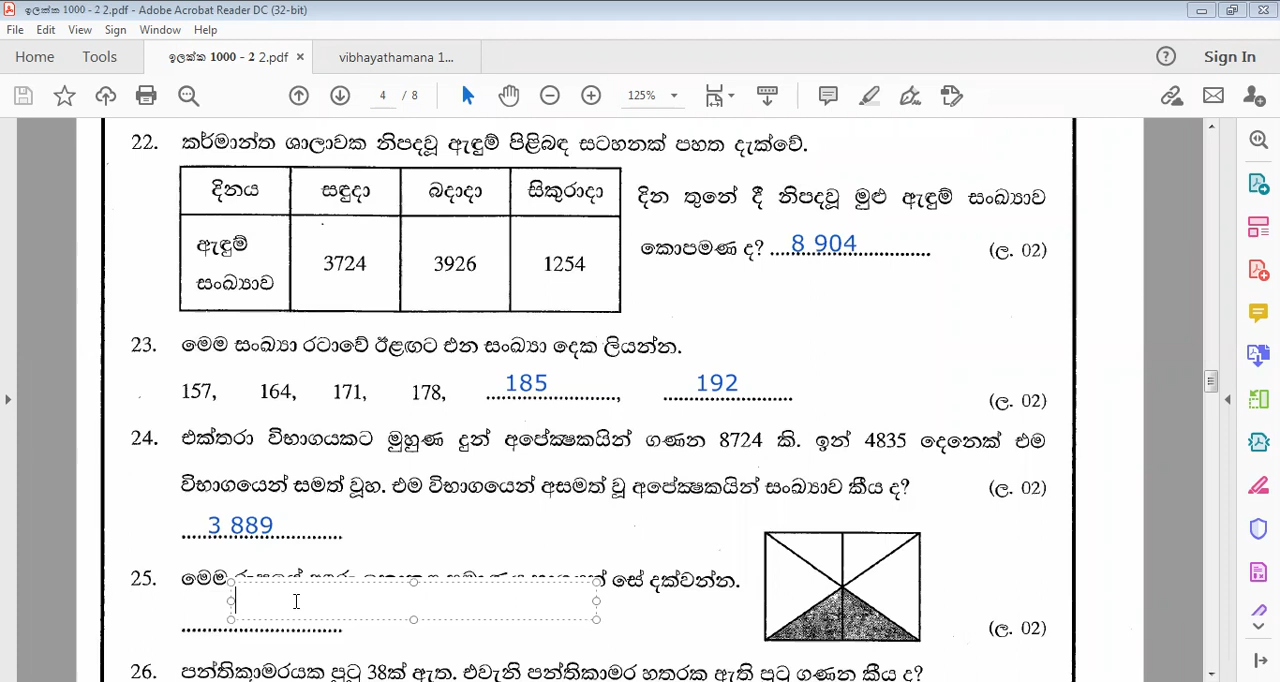 ඉලක්ක 1000 - 2 2.pdf - Adobe Acrobat Reader DC (32-bit)
File Edit View Sign Window Help
Home Tools ඉලක්ක 1000 - 2 2.pdf × vibhayathamana 1... Sign In
4 / 8 125%
22. කර්මාන්ත ශාලාවක නිපදවූ ඇඳුම් පිළිබඳ සටහනක් පහත දැක්වේ.
දිනය සඳුදා බදාදා සිකුරාදා
ඇඳුම් සංඛ්‍යාව 3724 3926 1254
දින තුනේ දී නිපදවූ මුළු ඇඳුම් සංඛ්‍යාව
කොපමණ ද? 8 904 (ල. 02)
23. මෙම සංඛ්‍යා රටාවේ ඊළඟට එන සංඛ්‍යා දෙක ලියන්න.
157, 164, 171, 178, 185, 192 (ල. 02)
24. එක්තරා විභාගයකට මුහුණ දුන් අපේක්ෂකයින් ගණන 8724 කි. ඉන් 4835 දෙනෙක් එම
විභාගයෙන් සමත් වූහ. එම විභාගයෙන් අසමත් වූ අපේක්ෂකයින් සංඛ්‍යාව කීය ද? (ල. 02)
3 889
25. මෙම සේ දක්වන්න.
(ල. 02)
26. පන්තිකාමරයක පුටු 38ක් ඇත. එවැනි පන්තිකාමර හතරක ඇති පුටු ගණන කීය ද?